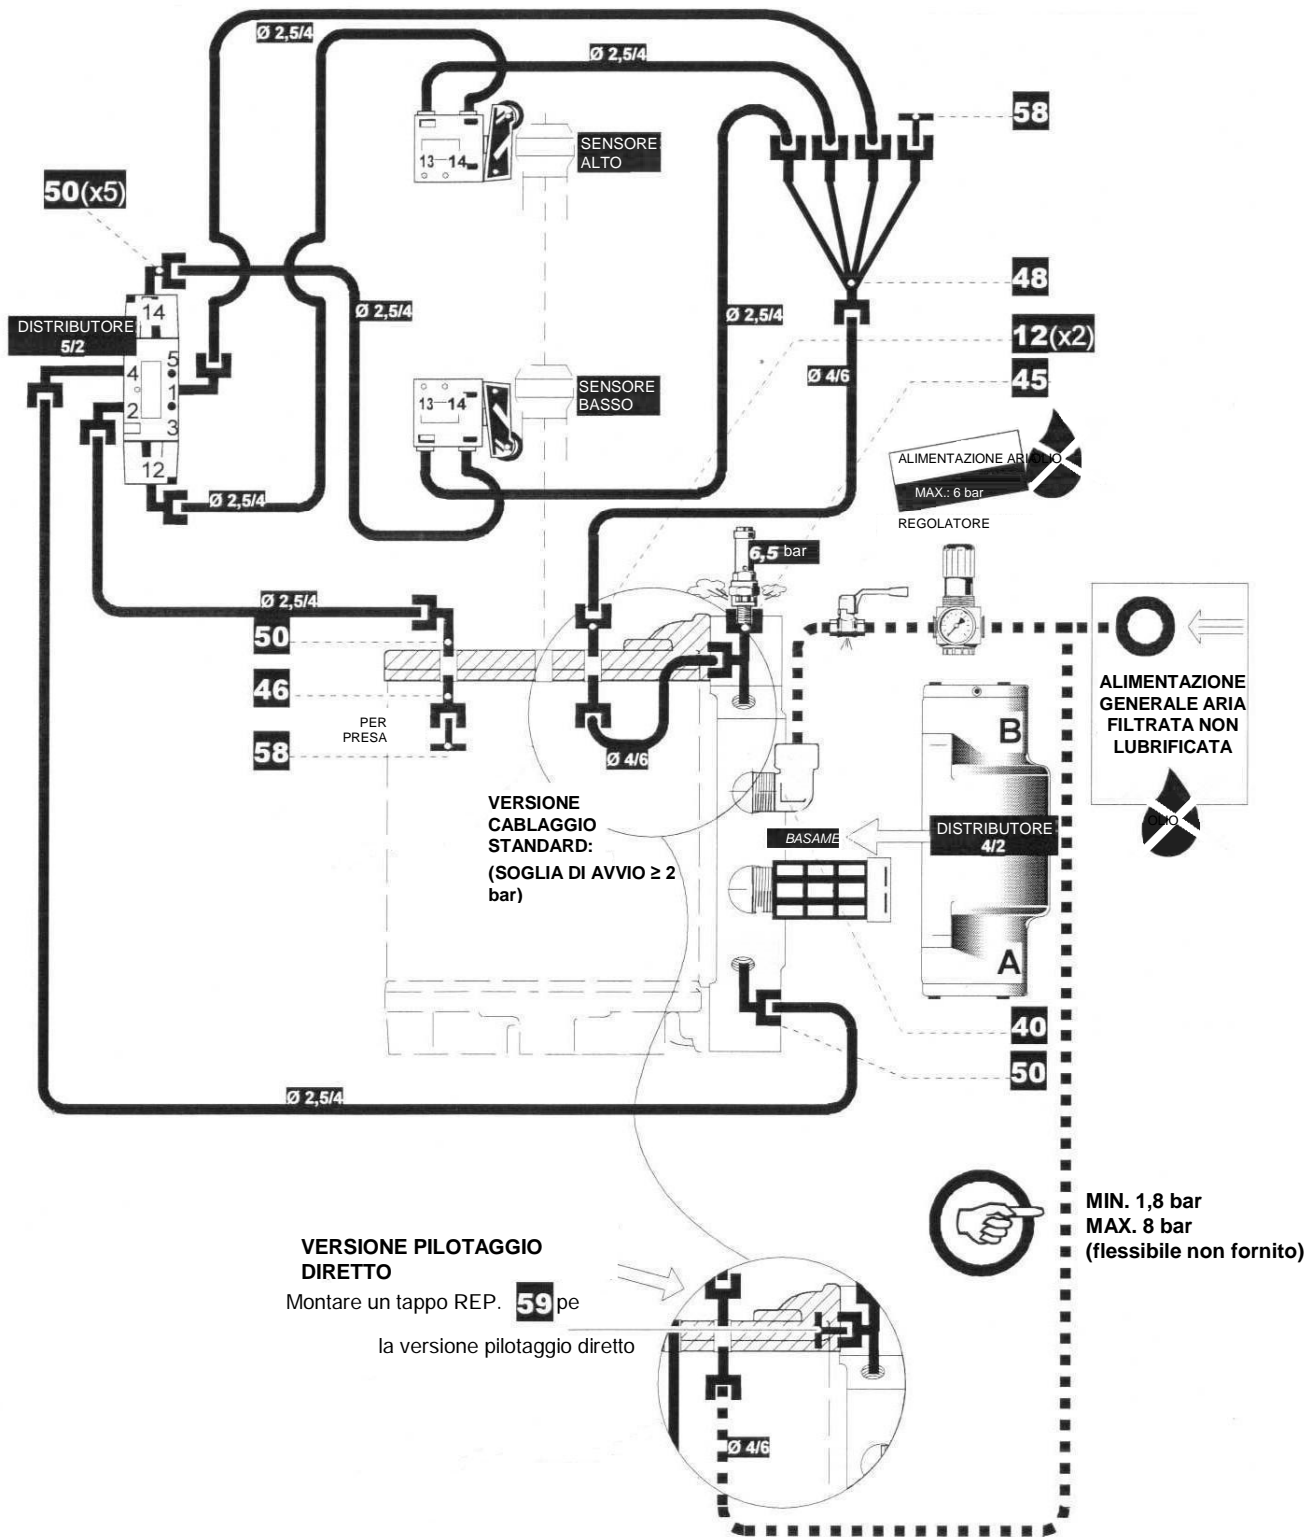 Ø 2,5/4
Ø 2,5/4
58
SENSORE
ALTO
13 14
50(x5)
48
14
Ø 2,5/4
Ø 2,5/4
DISTRIBUTORE
5/2
12(x2)
5
4
1
Ø 4/6
45
2
3
SENSORE
BASSO
13 14
12
Ø 2,5/4
ALIMENTAZIONE ARIA
OLIO
MAX.: 6 bar
REGOLATORE
6,5 bar
Ø 2,5/4
50
46
PER
PRESA
58
Ø 4/6
ALIMENTAZIONE
GENERALE ARIA
FILTRATA NON
LUBRIFICATA
OLIO
B
VERSIONE
CABLAGGIO
STANDARD:
(SOGLIA DI AVVIO ≥ 2
bar)
BASAME
DISTRIBUTORE
4/2
A
40
50
Ø 2,5/4
MIN. 1,8 bar
MAX. 8 bar
(flessibile non fornito)
VERSIONE PILOTAGGIO
DIRETTO
Montare un tappo REP. 59 pe
la versione pilotaggio diretto
Ø 4/6